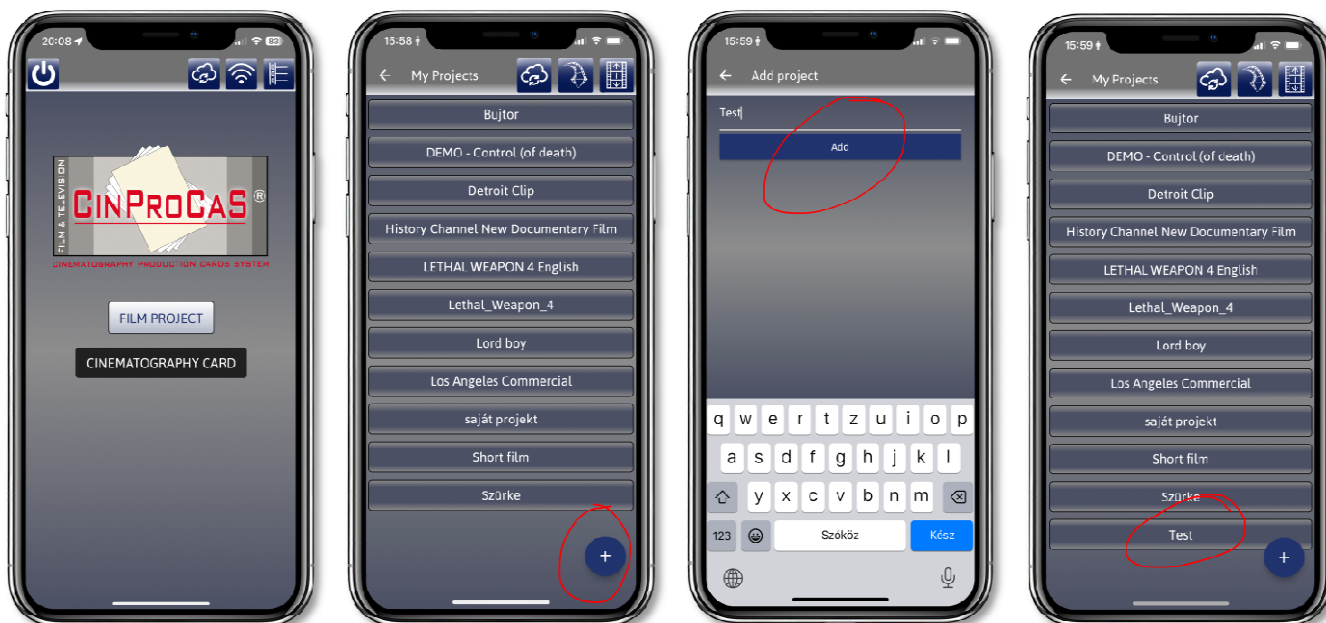 20:08
83
FILM & TELEVISION
CINPROCAS ®
CINEMATOGRAPHY PRODUCTION CARDS SYSTEM
FILM PROJECT
CINEMATOGRAPHY CARD
15:58
My Projects
Bujtor
DEMO - Control (of death)
Detroit Clip
History Channel New Documentary Film
LETHAL WEAPON 4 English
Lethal_Weapon_4
Lord boy
Los Angeles Commercial
saját projekt
Short film
Szürke
+
15:59
Add project
Test
Add
q w e r t z u i o p
a s d f g h j k l
y x c v b n m
123 Szóköz Kész
15:59
My Projects
Bujtor
DEMO - Control (of death)
Detroit Clip
History Channel New Documentary Film
LETHAL WEAPON 4 English
Lethal_Weapon_4
Lord boy
Los Angeles Commercial
saját projekt
Short film
Szürke
Test
+